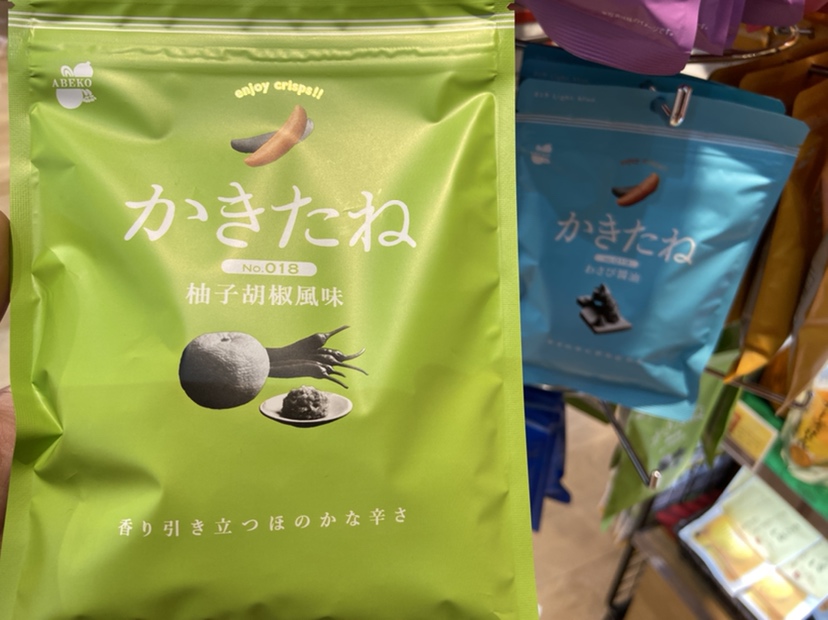 ABEKO
enjoy crisps!!
かきたね
No.018
柚子胡椒風味
香り引き立つほのかな辛さ
かきたね
わさび醤油